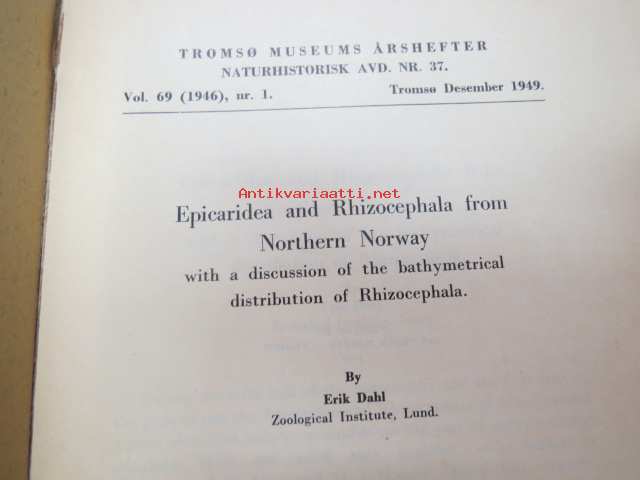 TROMSØ MUSEUMS ÅRSHEFTER
NATURHISTORISK AVD. NR. 37.
Vol. 69 (1946), nr. 1. Tromsø Desember 1949.
Antikvariaatti.net
Epicaridea and Rhizocephala from
Northern Norway
with a discussion of the bathymetrical
distribution of Rhizocephala.
By
Erik Dahl
Zoological Institute, Lund.